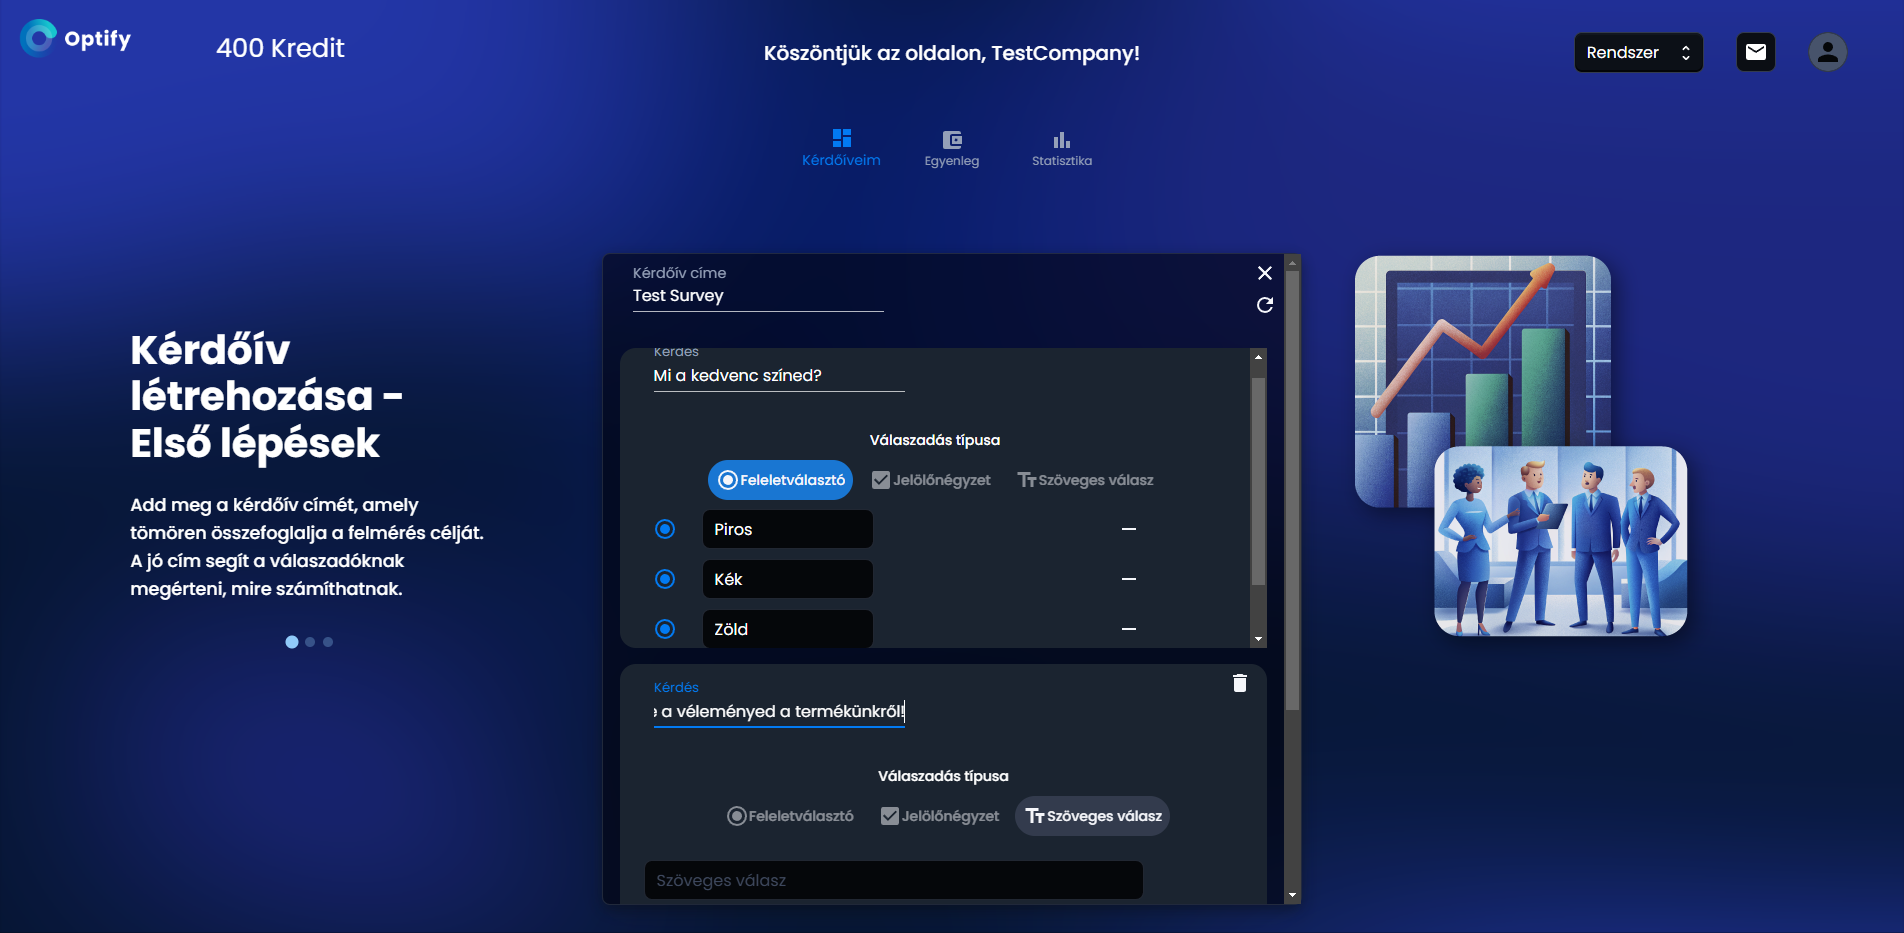 Optify
400 Kredit
Köszöntjük az oldalon, TestCompany!
Rendszer
Kérdőíveim
Egyenleg
Statisztika
Kérdőív
létrehozása -
Első lépések
Add meg a kérdőív címét, amely
tömören összefoglalja a felmérés célját.
A jó cím segít a válaszadóknak
megérteni, mire számíthatnak.
Kérdőív címe
Test Survey
Kérdés
Mi a kedvenc színed?
Válaszadás típusa
Feleletválasztó Jelölőnégyzet Szöveges válasz
Piros
Kék
Zöld
Kérdés
a véleményed a termékünkről!
Válaszadás típusa
Feleletválasztó Jelölőnégyzet Szöveges válasz
Szöveges válasz